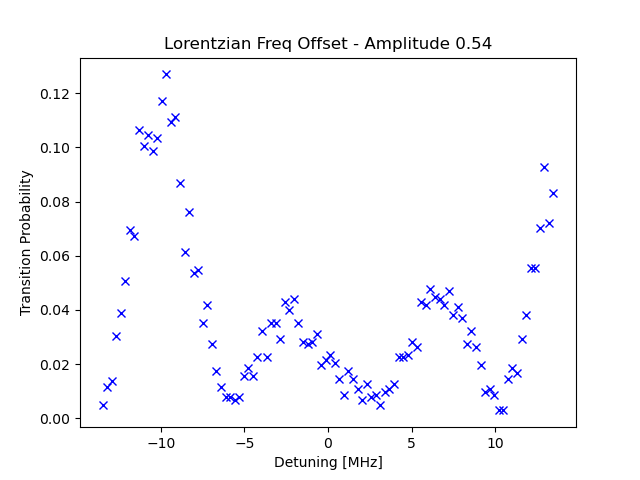 Lorentzian Freq Offset - Amplitude 0.54
Transition Probability
0.12
0.10
0.08
0.06
0.04
0.02
0.00
−10 −5 0 5 10
Detuning [MHz]